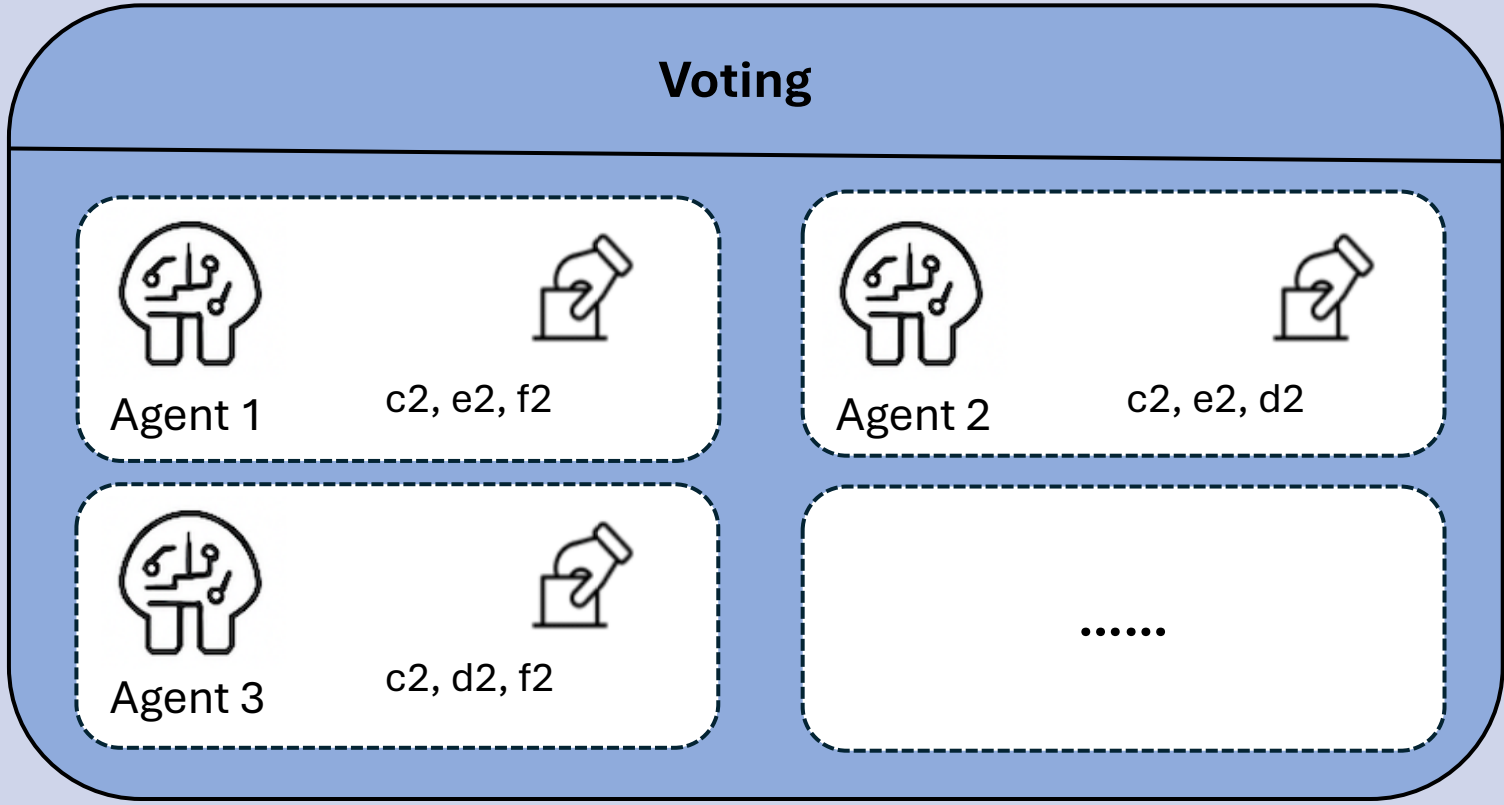 Voting
Agent 1
c2, e2, f2
Agent 2
c2, e2, d2
Agent 3
c2, d2, f2
......